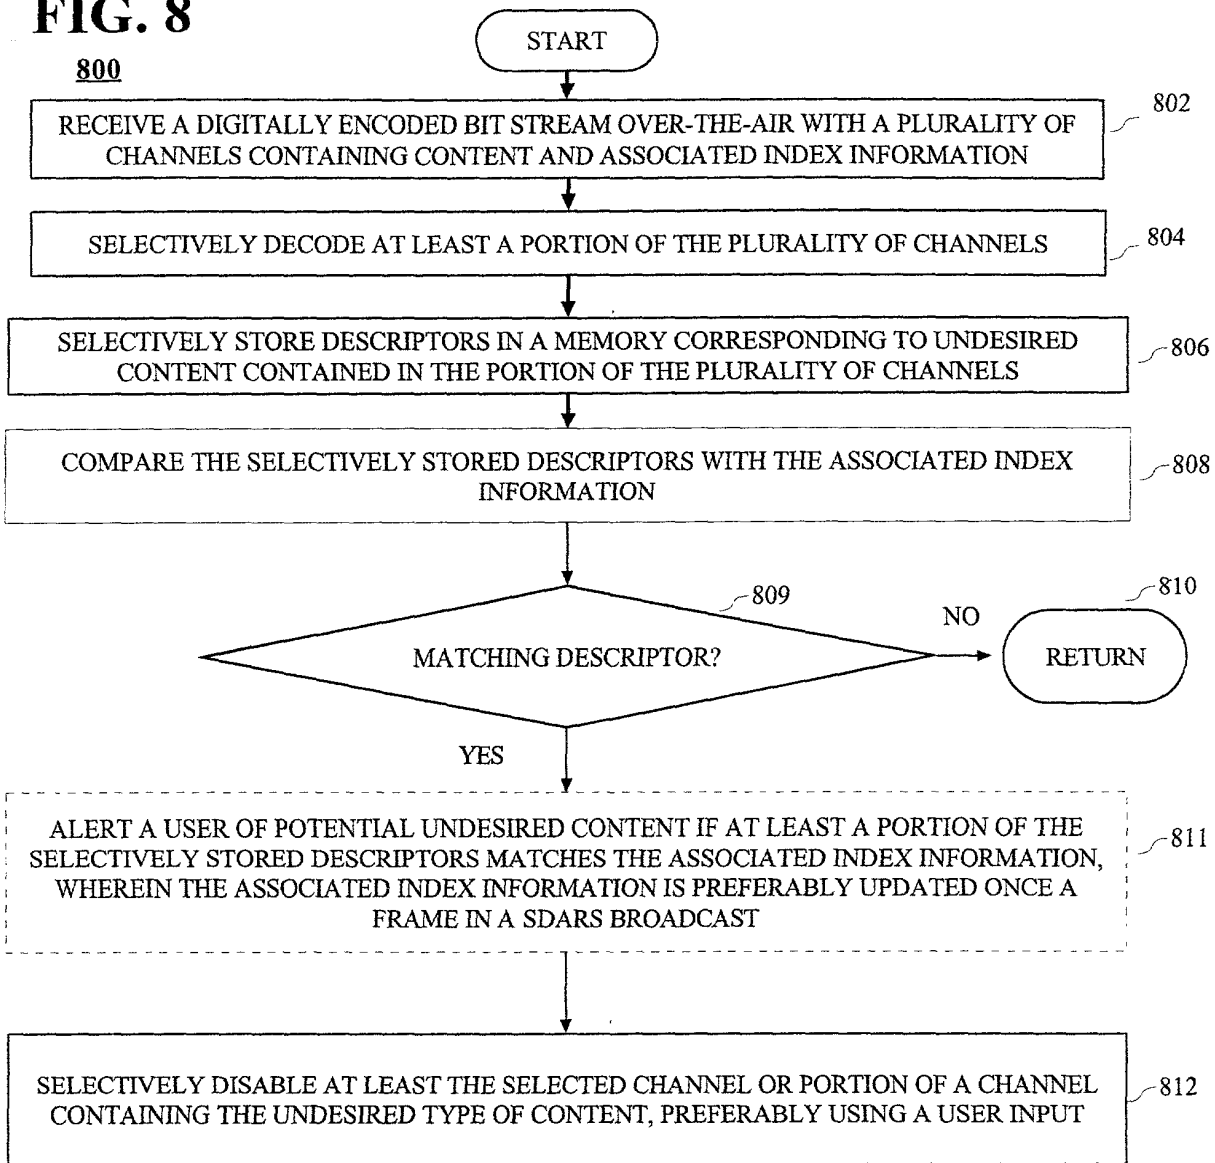 FIG. 8
800
START
RECEIVE A DIGITALLY ENCODED BIT STREAM OVER-THE-AIR WITH A PLURALITY OF
CHANNELS CONTAINING CONTENT AND ASSOCIATED INDEX INFORMATION
802
SELECTIVELY DECODE AT LEAST A PORTION OF THE PLURALITY OF CHANNELS
804
SELECTIVELY STORE DESCRIPTORS IN A MEMORY CORRESPONDING TO UNDESIRED
CONTENT CONTAINED IN THE PORTION OF THE PLURALITY OF CHANNELS
806
COMPARE THE SELECTIVELY STORED DESCRIPTORS WITH THE ASSOCIATED INDEX
INFORMATION
808
809
MATCHING DESCRIPTOR?
NO
810
RETURN
YES
ALERT A USER OF POTENTIAL UNDESIRED CONTENT IF AT LEAST A PORTION OF THE
SELECTIVELY STORED DESCRIPTORS MATCHES THE ASSOCIATED INDEX INFORMATION,
WHEREIN THE ASSOCIATED INDEX INFORMATION IS PREFERABLY UPDATED ONCE A
FRAME IN A SDARS BROADCAST
811
SELECTIVELY DISABLE AT LEAST THE SELECTED CHANNEL OR PORTION OF A CHANNEL
CONTAINING THE UNDESIRED TYPE OF CONTENT, PREFERABLY USING A USER INPUT
812